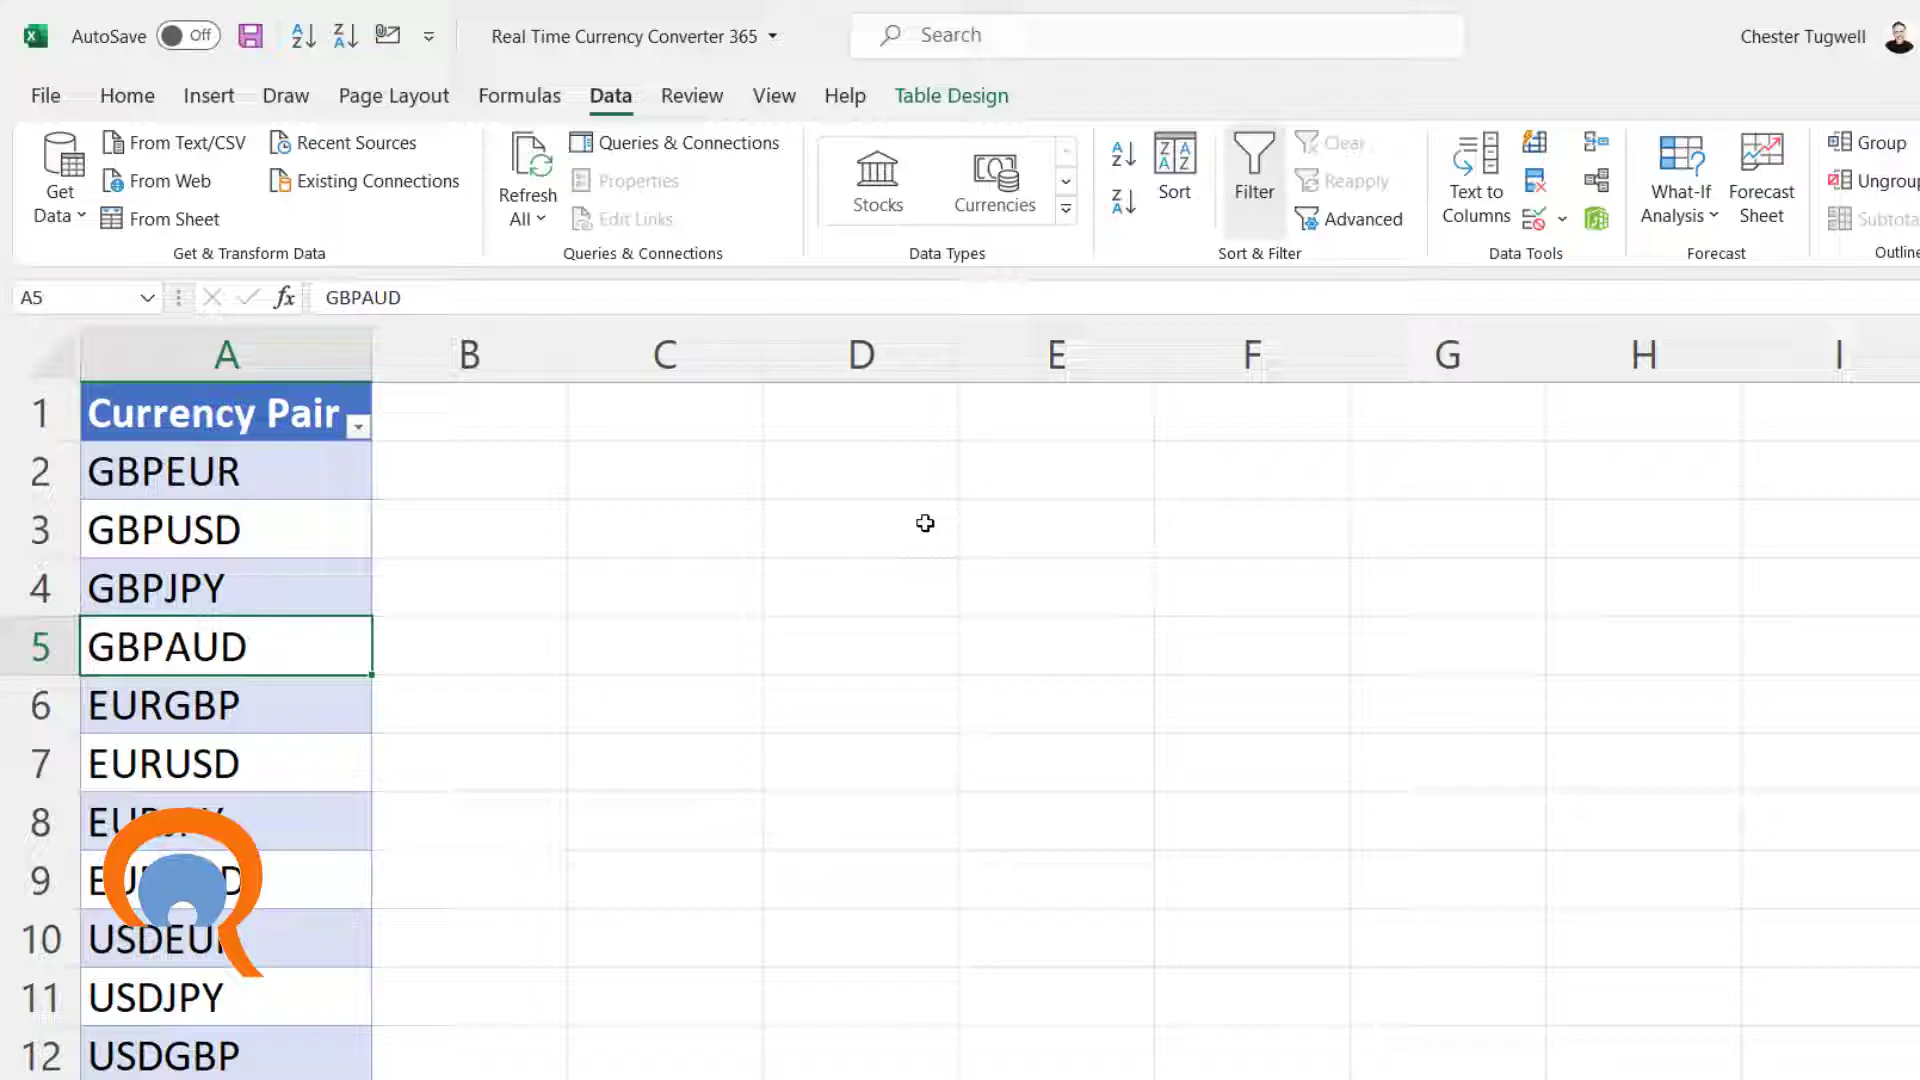 AutoSave Off Real Time Currency Converter 365 Search Chester Tugwell
File Home Insert Draw Page Layout Formulas Data Review View Help Table Design
Get Data
From Text/CSV
From Web
From Sheet
Recent Sources
Existing Connections
Get & Transform Data
Refresh All
Queries & Connections
Properties
Edit Links
Queries & Connections
Stocks
Currencies
Data Types
Sort
Filter
Clear
Reapply
Advanced
Sort & Filter
Text to
Columns
Data Tools
What-If
Analysis
Forecast
Sheet
Forecast
Group
A5 fx GBPAUD
A B C D E F G H I
1 Currency Pair
2 GBPEUR
3 GBPUSD
4 GBPJPY
5 GBPAUD
6 EURGBP
7 EURUSD
8
9
10
11 USDJPY
12 USDGBP